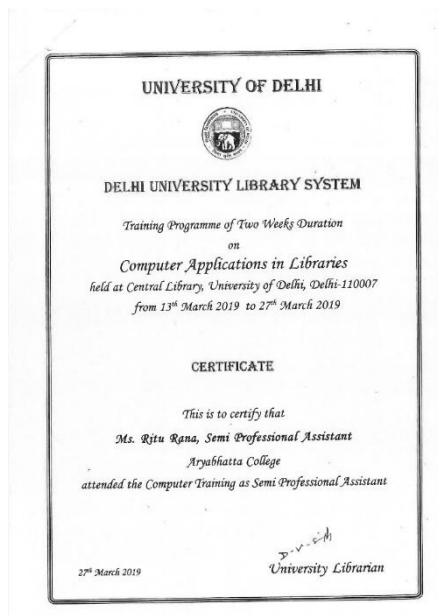 UNIVERSITY OF DELHI
DELHI UNIVERSITY LIBRARY SYSTEM
Training Programme of Two Weeks Duration
on
Computer Applications in Libraries
held at Central Library, University of Delhi, Delhi-110007
from 13th March 2019 to 27th March 2019
CERTIFICATE
This is to certify that
Ms. Ritu Rana, Semi Professional Assistant
Aryabhatta College
attended the Computer Training as Semi Professional Assistant
27th March 2019
University Librarian